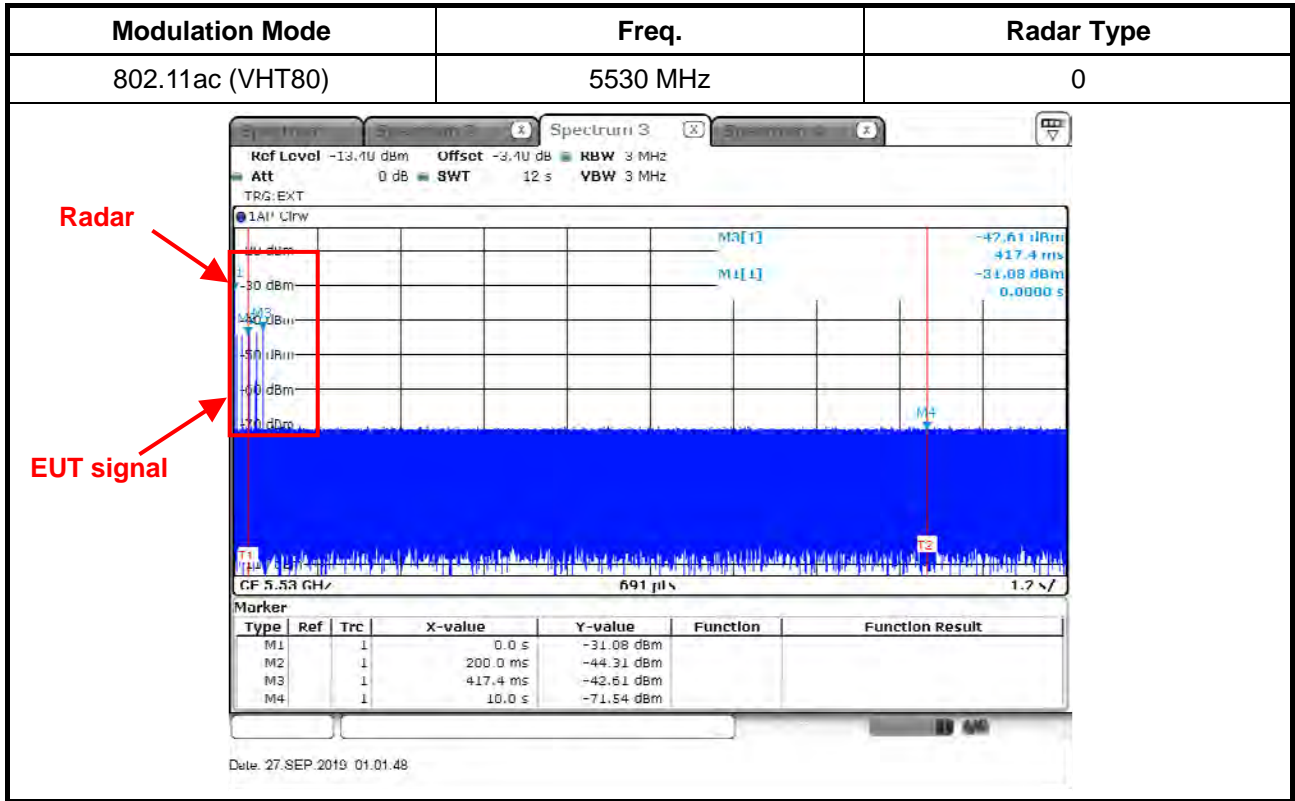 Modulation Mode Freq. Radar Type
802.11ac (VHT80) 5530 MHz 0
Spectrum 3
Ref Level -13.40 dBm Offset -3.40 dB RBW 3 MHz
Att 0 dB SWT 12 s VBW 3 MHz
TRG:EXT
1AP Clrw
Radar
M3[1] -42.61 dBm
417.4 ms
M1[1] -31.08 dBm
0.0000 s
-30 dBm
M3
-50 dBm
-60 dBm
M4
-70 dBm
EUT signal
T1
T2
CF 5.53 GHz 691 pts 1.2 s/
Marker
Type Ref Trc X-value Y-value Function Function Result
M1 1 0.0 s -31.08 dBm
M2 1 200.0 ms -44.31 dBm
M3 1 417.4 ms -42.61 dBm
M4 1 10.0 s -71.54 dBm
Date: 27.SEP.2019 01:01:48